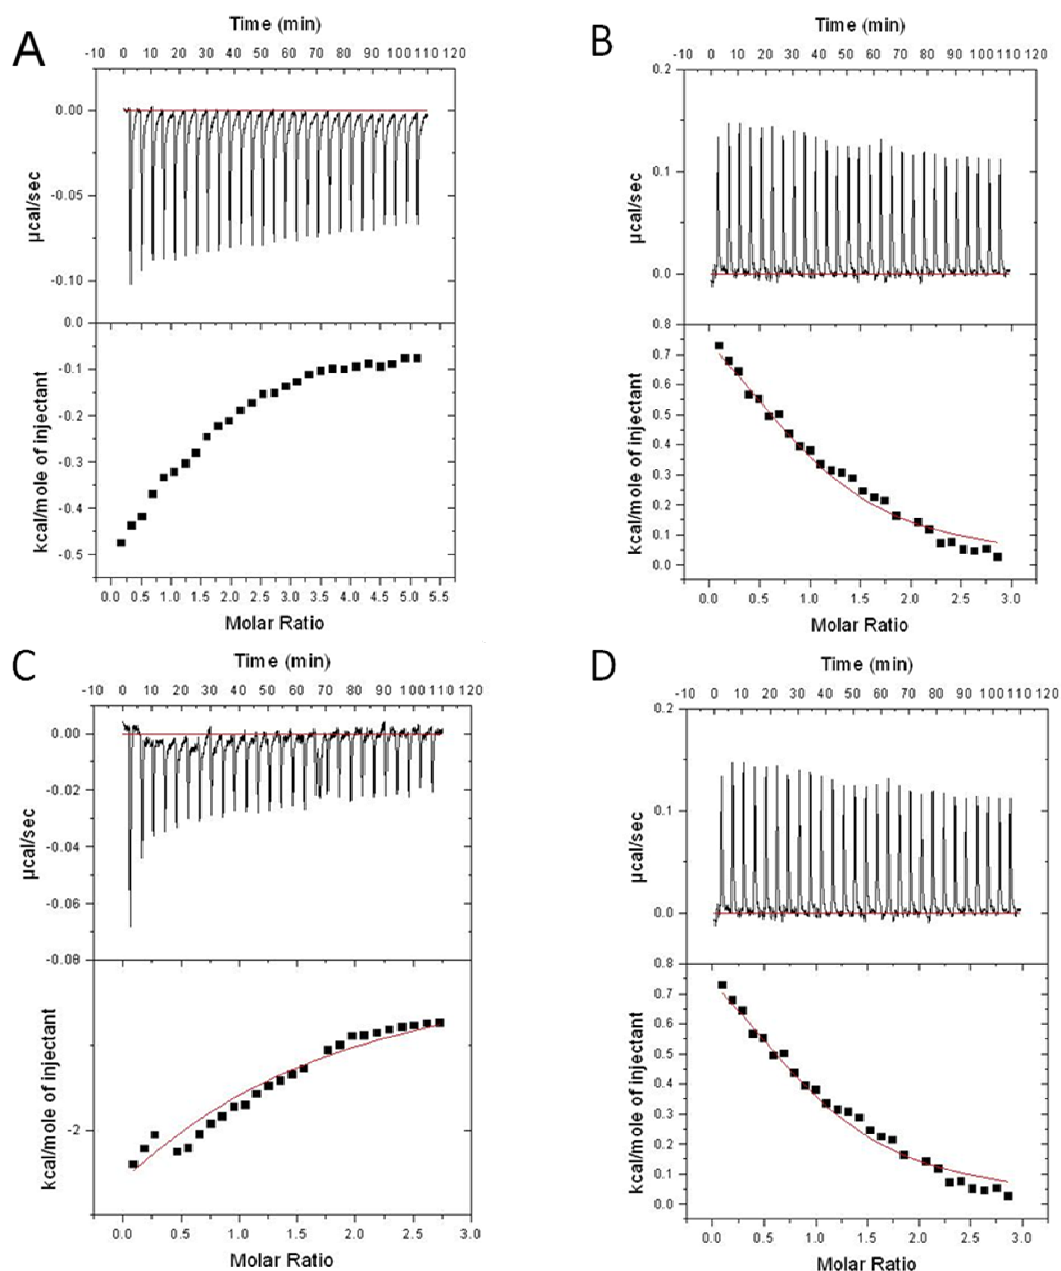 A
Time (min)
-10 0 10 20 30 40 50 60 70 80 90 100 110 120
0.00
-0.05
-0.10
µcal/sec
0.0
-0.1
-0.2
-0.3
-0.4
-0.5
kcal/mole of injectant
0.0 0.5 1.0 1.5 2.0 2.5 3.0 3.5 4.0 4.5 5.0 5.5
Molar Ratio
B
Time (min)
-10 0 10 20 30 40 50 60 70 80 90 100 110 120
0.2
0.1
0.0
µcal/sec
0.8
0.7
0.6
0.5
0.4
0.3
0.2
0.1
0.0
kcal/mole of injectant
0.0 0.5 1.0 1.5 2.0 2.5 3.0
Molar Ratio
C
Time (min)
-10 0 10 20 30 40 50 60 70 80 90 100 110 120
0.00
-0.02
-0.04
-0.06
-0.08
µcal/sec
-2
kcal/mole of injectant
0.0 0.5 1.0 1.5 2.0 2.5 3.0
Molar Ratio
D
Time (min)
-10 0 10 20 30 40 50 60 70 80 90 100 110 120
0.2
0.1
0.0
µcal/sec
0.8
0.7
0.6
0.5
0.4
0.3
0.2
0.1
0.0
kcal/mole of injectant
0.0 0.5 1.0 1.5 2.0 2.5 3.0
Molar Ratio